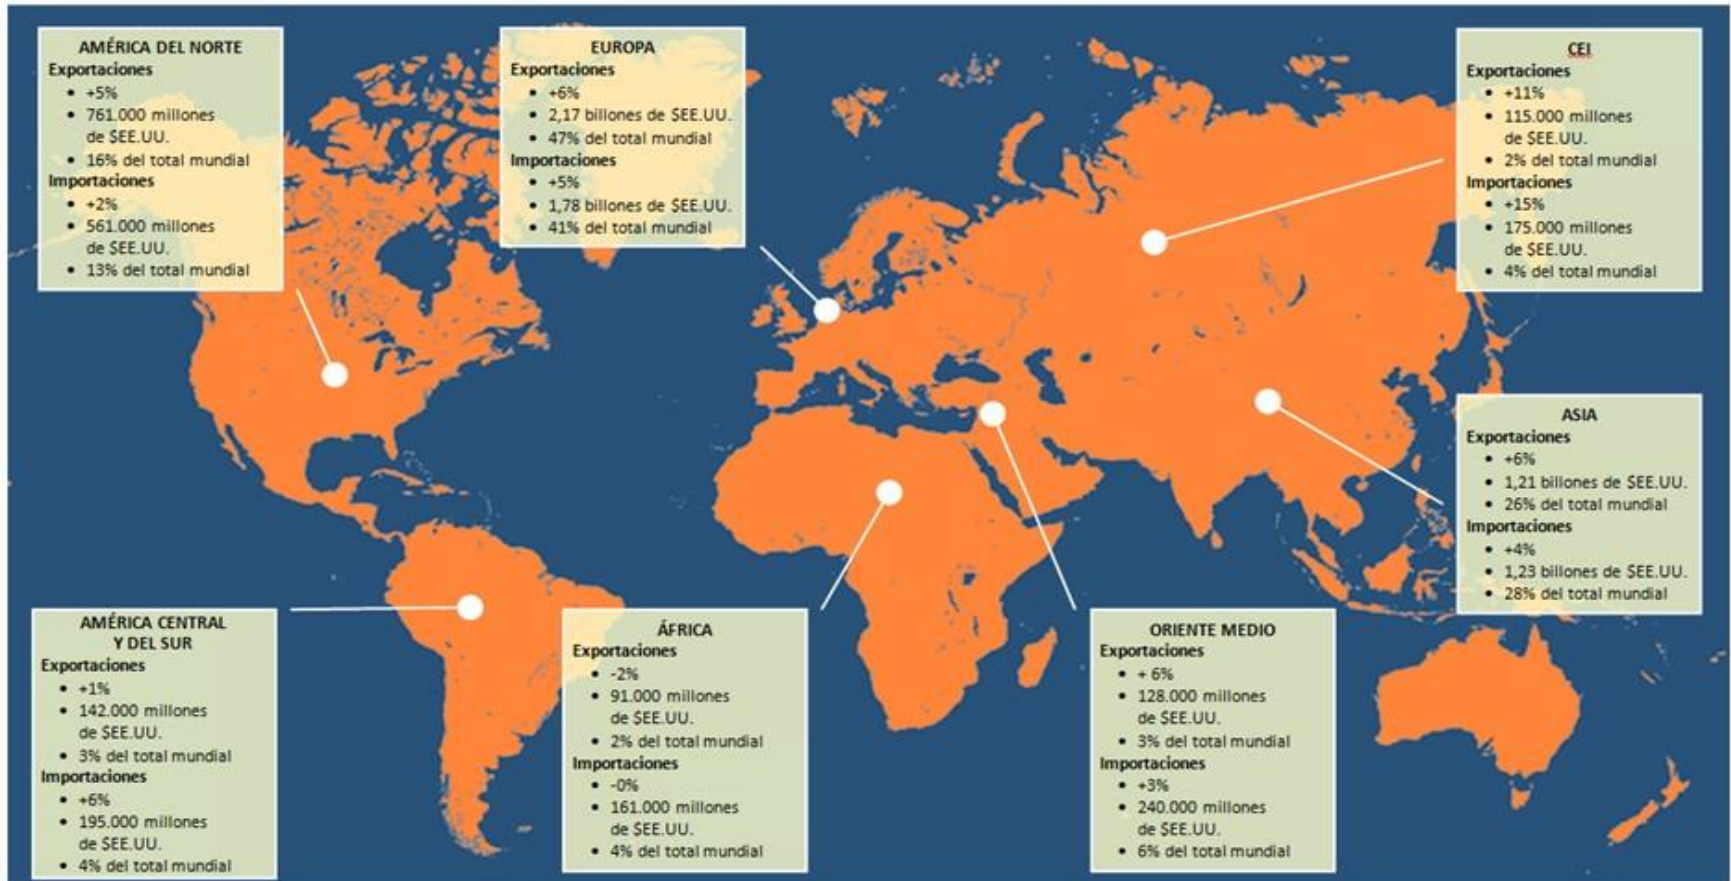 AMÉRICA DEL NORTE
Exportaciones
• +5%
• 761.000 millones
de $EE.UU.
• 16% del total mundial
Importaciones
• +2%
• 561.000 millones
de $EE.UU.
• 13% del total mundial
EUROPA
Exportaciones
• +6%
• 2,17 billones de $EE.UU.
• 47% del total mundial
Importaciones
• +5%
• 1,78 billones de $EE.UU.
• 41% del total mundial
CEI
Exportaciones
• +11%
• 115.000 millones
de $EE.UU.
• 2% del total mundial
Importaciones
• +15%
• 175.000 millones
de $EE.UU.
• 4% del total mundial
ASIA
Exportaciones
• +6%
• 1,21 billones de $EE.UU.
• 26% del total mundial
Importaciones
• +4%
• 1,23 billones de $EE.UU.
• 28% del total mundial
AMÉRICA CENTRAL
Y DEL SUR
Exportaciones
• +1%
• 142.000 millones
de $EE.UU.
• 3% del total mundial
Importaciones
• +6%
• 195.000 millones
de $EE.UU.
• 4% del total mundial
ÁFRICA
Exportaciones
• -2%
• 91.000 millones
de $EE.UU.
• 2% del total mundial
Importaciones
• -0%
• 161.000 millones
de $EE.UU.
• 4% del total mundial
ORIENTE MEDIO
Exportaciones
• + 6%
• 128.000 millones
de $EE.UU.
• 3% del total mundial
Importaciones
• +3%
• 240.000 millones
de $EE.UU.
• 6% del total mundial